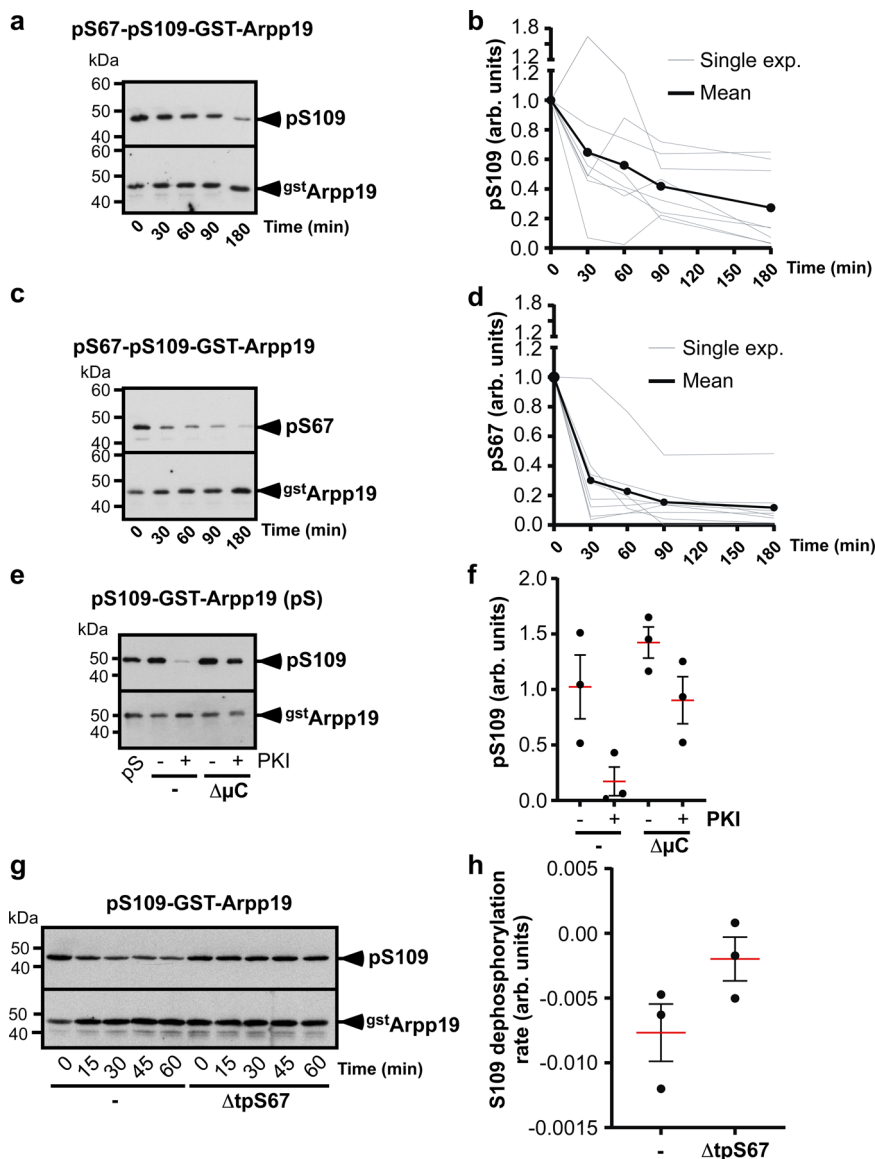 a
pS67-pS109-GST-Arpp19
kDa
60
50
40
60
50
40
pS109
gstArpp19
0 30 60 90 180 Time (min)
b
pS109 (arb. units)
1.8
1.2
1.2
1.0
0.8
0.6
0.4
0.2
0.0
Single exp.
Mean
0 30 60 90 120 150 180 Time (min)
c
pS67-pS109-GST-Arpp19
kDa
60
50
40
60
50
40
pS67
gstArpp19
0 30 60 90 180 Time (min)
d
pS67 (arb. units)
1.8
1.2
1.2
1.0
0.8
0.6
0.4
0.2
0.0
Single exp.
Mean
0 30 60 90 120 150 180 Time (min)
e
pS109-GST-Arpp19 (pS)
kDa
50
40
50
40
pS109
gstArpp19
pS - + - + PKI
- ΔμC
f
pS109 (arb. units)
2.0
1.5
1.0
0.5
0.0
- + - + PKI
- ΔμC
g
pS109-GST-Arpp19
kDa
50
40
50
40
pS109
gstArpp19
0 15 30 45 60 0 15 30 45 60 Time (min)
- ΔtpS67
h
S109 dephosphorylation
rate (arb. units)
0.005
0.00
-0.005
-0.010
-0.0015
- ΔtpS67